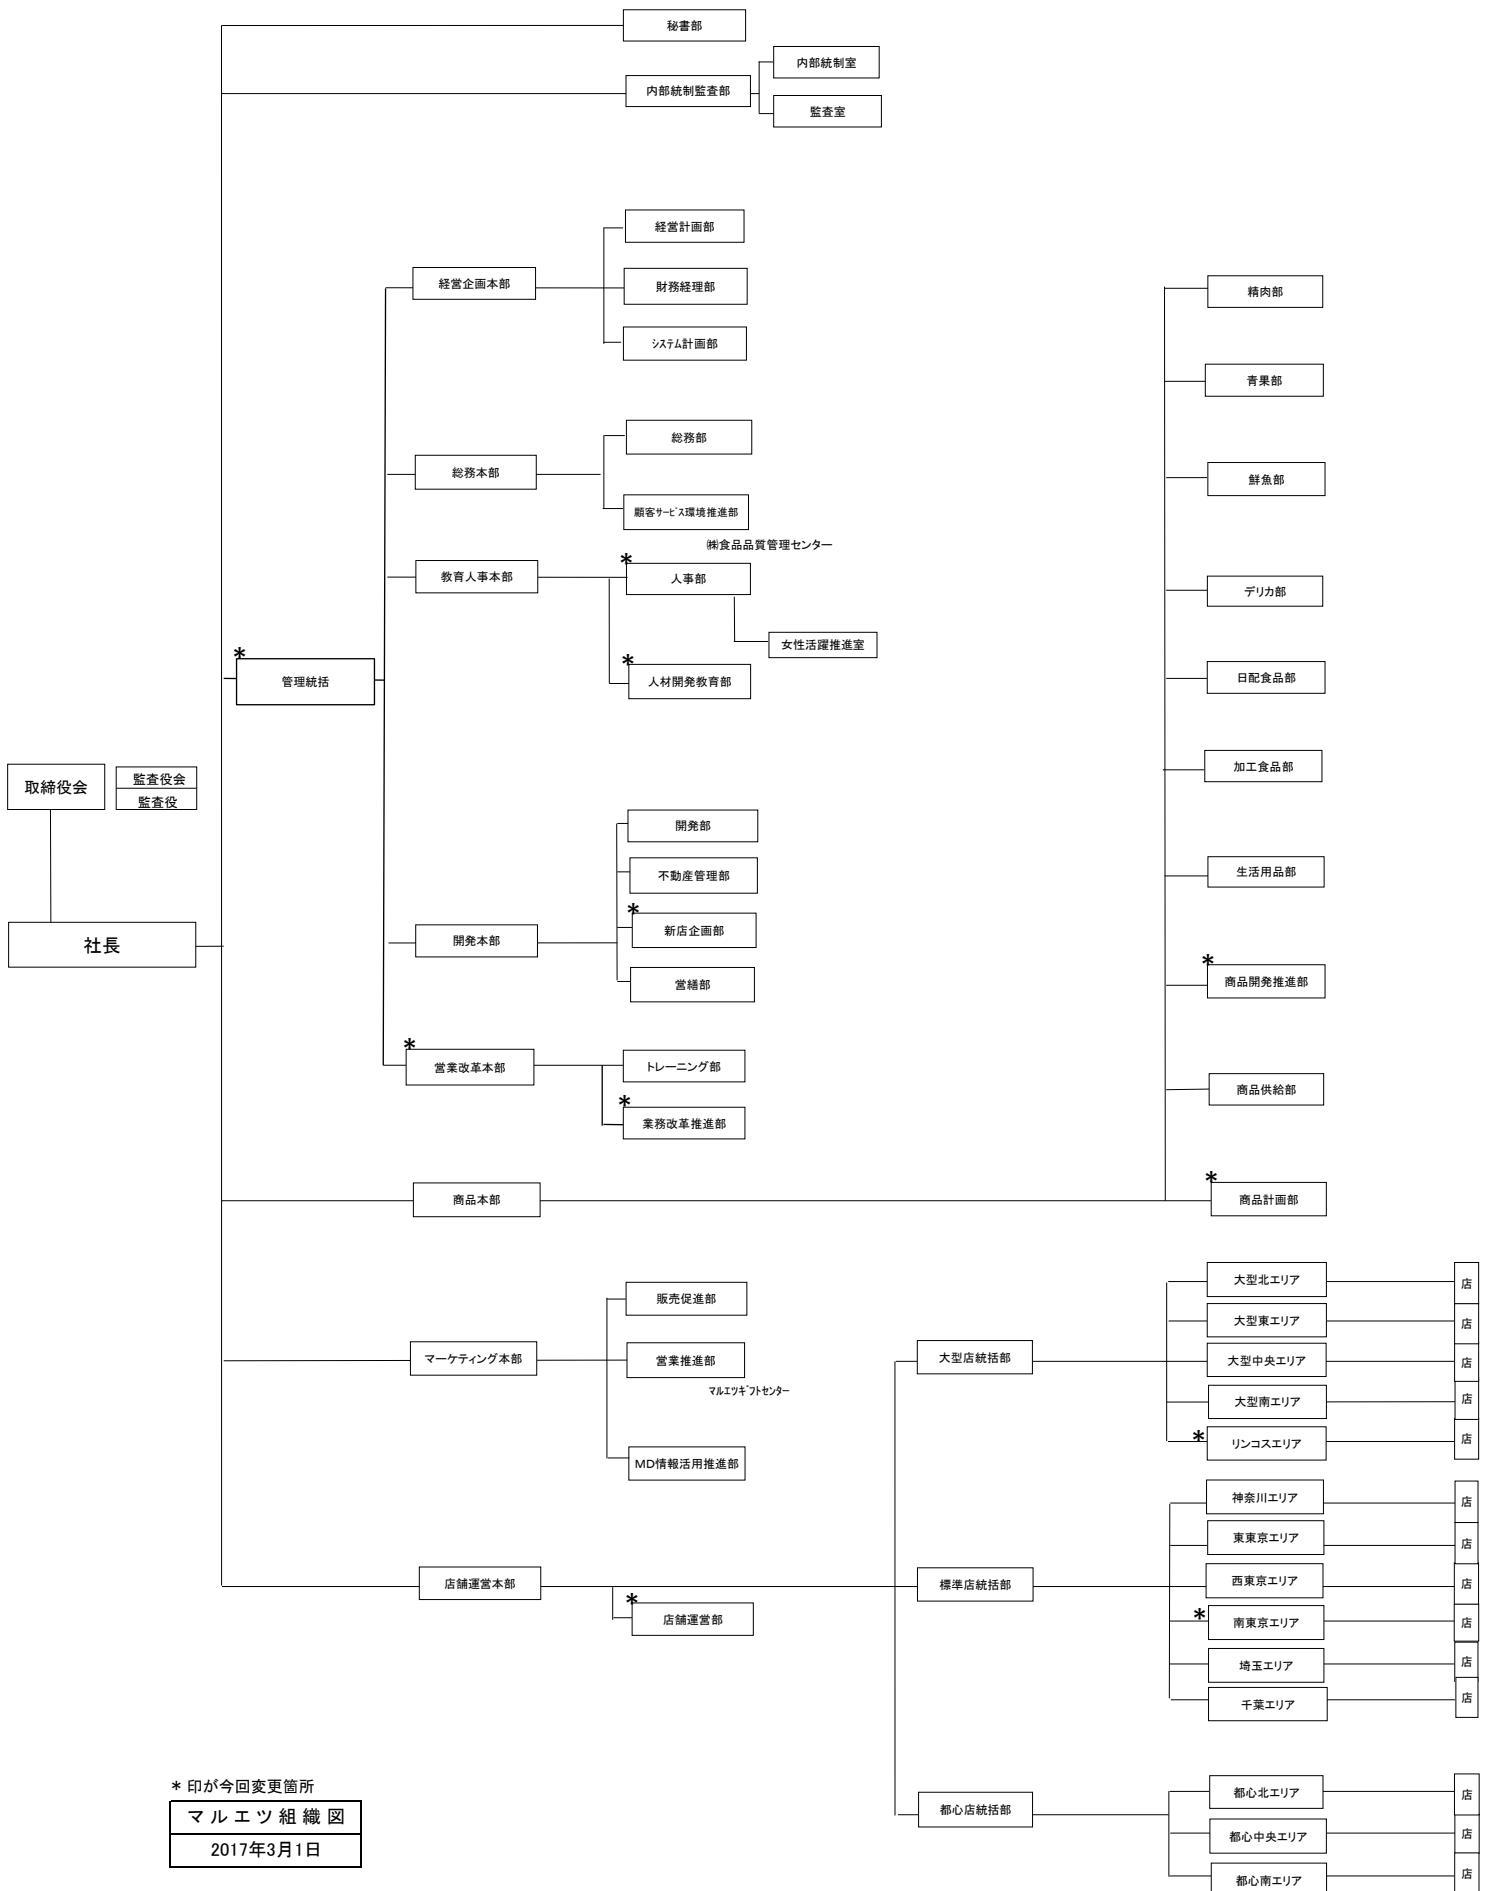 秘書部
内部統制監査部
内部統制室
監査室
経営計画部
経営企画本部
財務経理部
システム計画部
総務部
総務本部
顧客サービス環境推進部
㈱食品品質管理センター
教育人事本部
*
人事部
女性活躍推進室
*
人材開発教育部
*
管理統括
取締役会
監査役会
監査役
社長
開発部
不動産管理部
開発本部
*
新店企画部
営繕部
*
営業改革本部
トレーニング部
*
業務改革推進部
精肉部
青果部
鮮魚部
デリカ部
日配食品部
加工食品部
生活用品部
*
商品開発推進部
商品供給部
商品本部
*
商品計画部
販売促進部
マーケティング本部
営業推進部
マルエツギフトセンター
MD情報活用推進部
店舗運営本部
*
店舗運営部
大型店統括部
大型北エリア 店
大型東エリア 店
大型中央エリア 店
大型南エリア 店
* リンコスエリア 店
標準店統括部
神奈川エリア 店
東東京エリア 店
西東京エリア 店
* 南東京エリア 店
埼玉エリア 店
千葉エリア 店
都心店統括部
都心北エリア 店
都心中央エリア 店
都心南エリア 店
* 印が今回変更箇所
マルエツ組織図
2017年3月1日